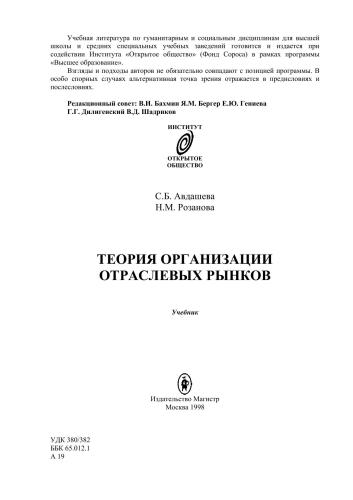 Учебная литература по гуманитарным и социальным дисциплинам для высшей
школы и средних специальных учебных заведений готовится и издается при
содействии Института «Открытое общество» (Фонд Сороса) в рамках программы
«Высшее образование».
Взгляды и подходы авторов не обязательно совпадают с позицией программы. В
особо спорных случаях альтернативная точка зрения отражается в предисловиях и
послесловиях.
Редакционный совет: В.И. Бахмин Я.М. Бергер Е.Ю. Гениева
Г.Г. Дилигенский В.Д. Шадриков
ИНСТИТУТ
ОТКРЫТОЕ
ОБЩЕСТВО
С.Б. Авдашева
Н.М. Розанова
ТЕОРИЯ ОРГАНИЗАЦИИ
ОТРАСЛЕВЫХ РЫНКОВ
Учебник
Издательство Магистр
Москва 1998
УДК 380/382
ББК 65.012.1
А 19